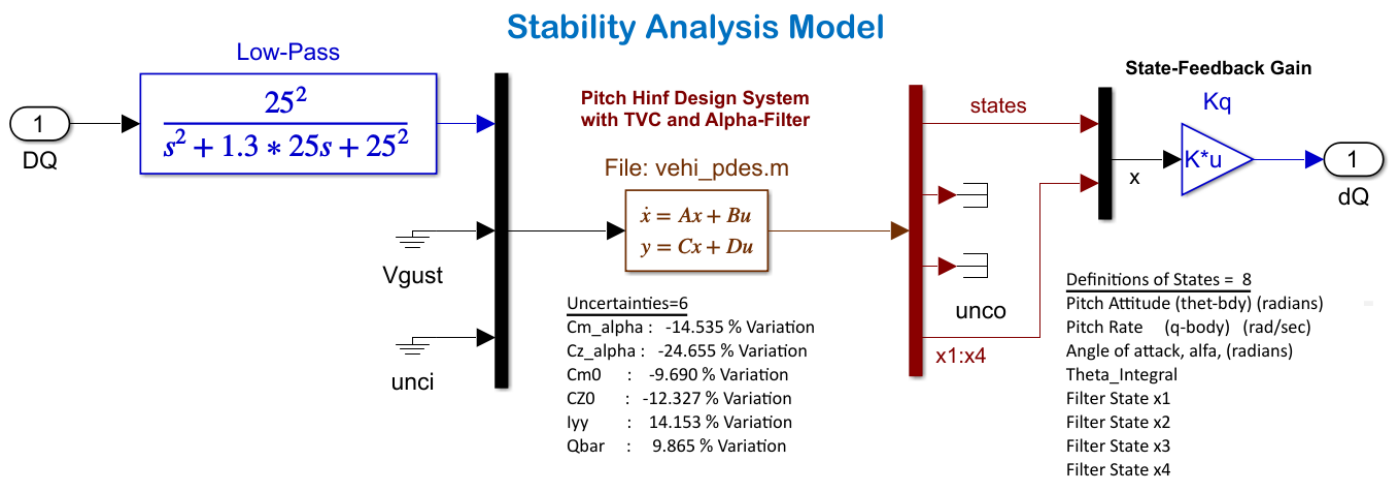 Stability Analysis Model
Low-Pass
25²
s² + 1.3 * 25s + 25²
1
DQ
Vgust
unci
Pitch Hinf Design System
with TVC and Alpha-Filter
File: vehi_pdes.m
ẋ = Ax + Bu
y = Cx + Du
Uncertainties=6
Cm_alpha : -14.535 % Variation
Cz_alpha : -24.655 % Variation
Cm0 : -9.690 % Variation
CZ0 : -12.327 % Variation
Iyy : 14.153 % Variation
Qbar : 9.865 % Variation
states
unco
x1:x4
State-Feedback Gain
Kq
K*u
x
1
dQ
Definitions of States = 8
Pitch Attitude (thet-bdy) (radians)
Pitch Rate (q-body) (rad/sec)
Angle of attack, alfa, (radians)
Theta_Integral
Filter State x1
Filter State x2
Filter State x3
Filter State x4